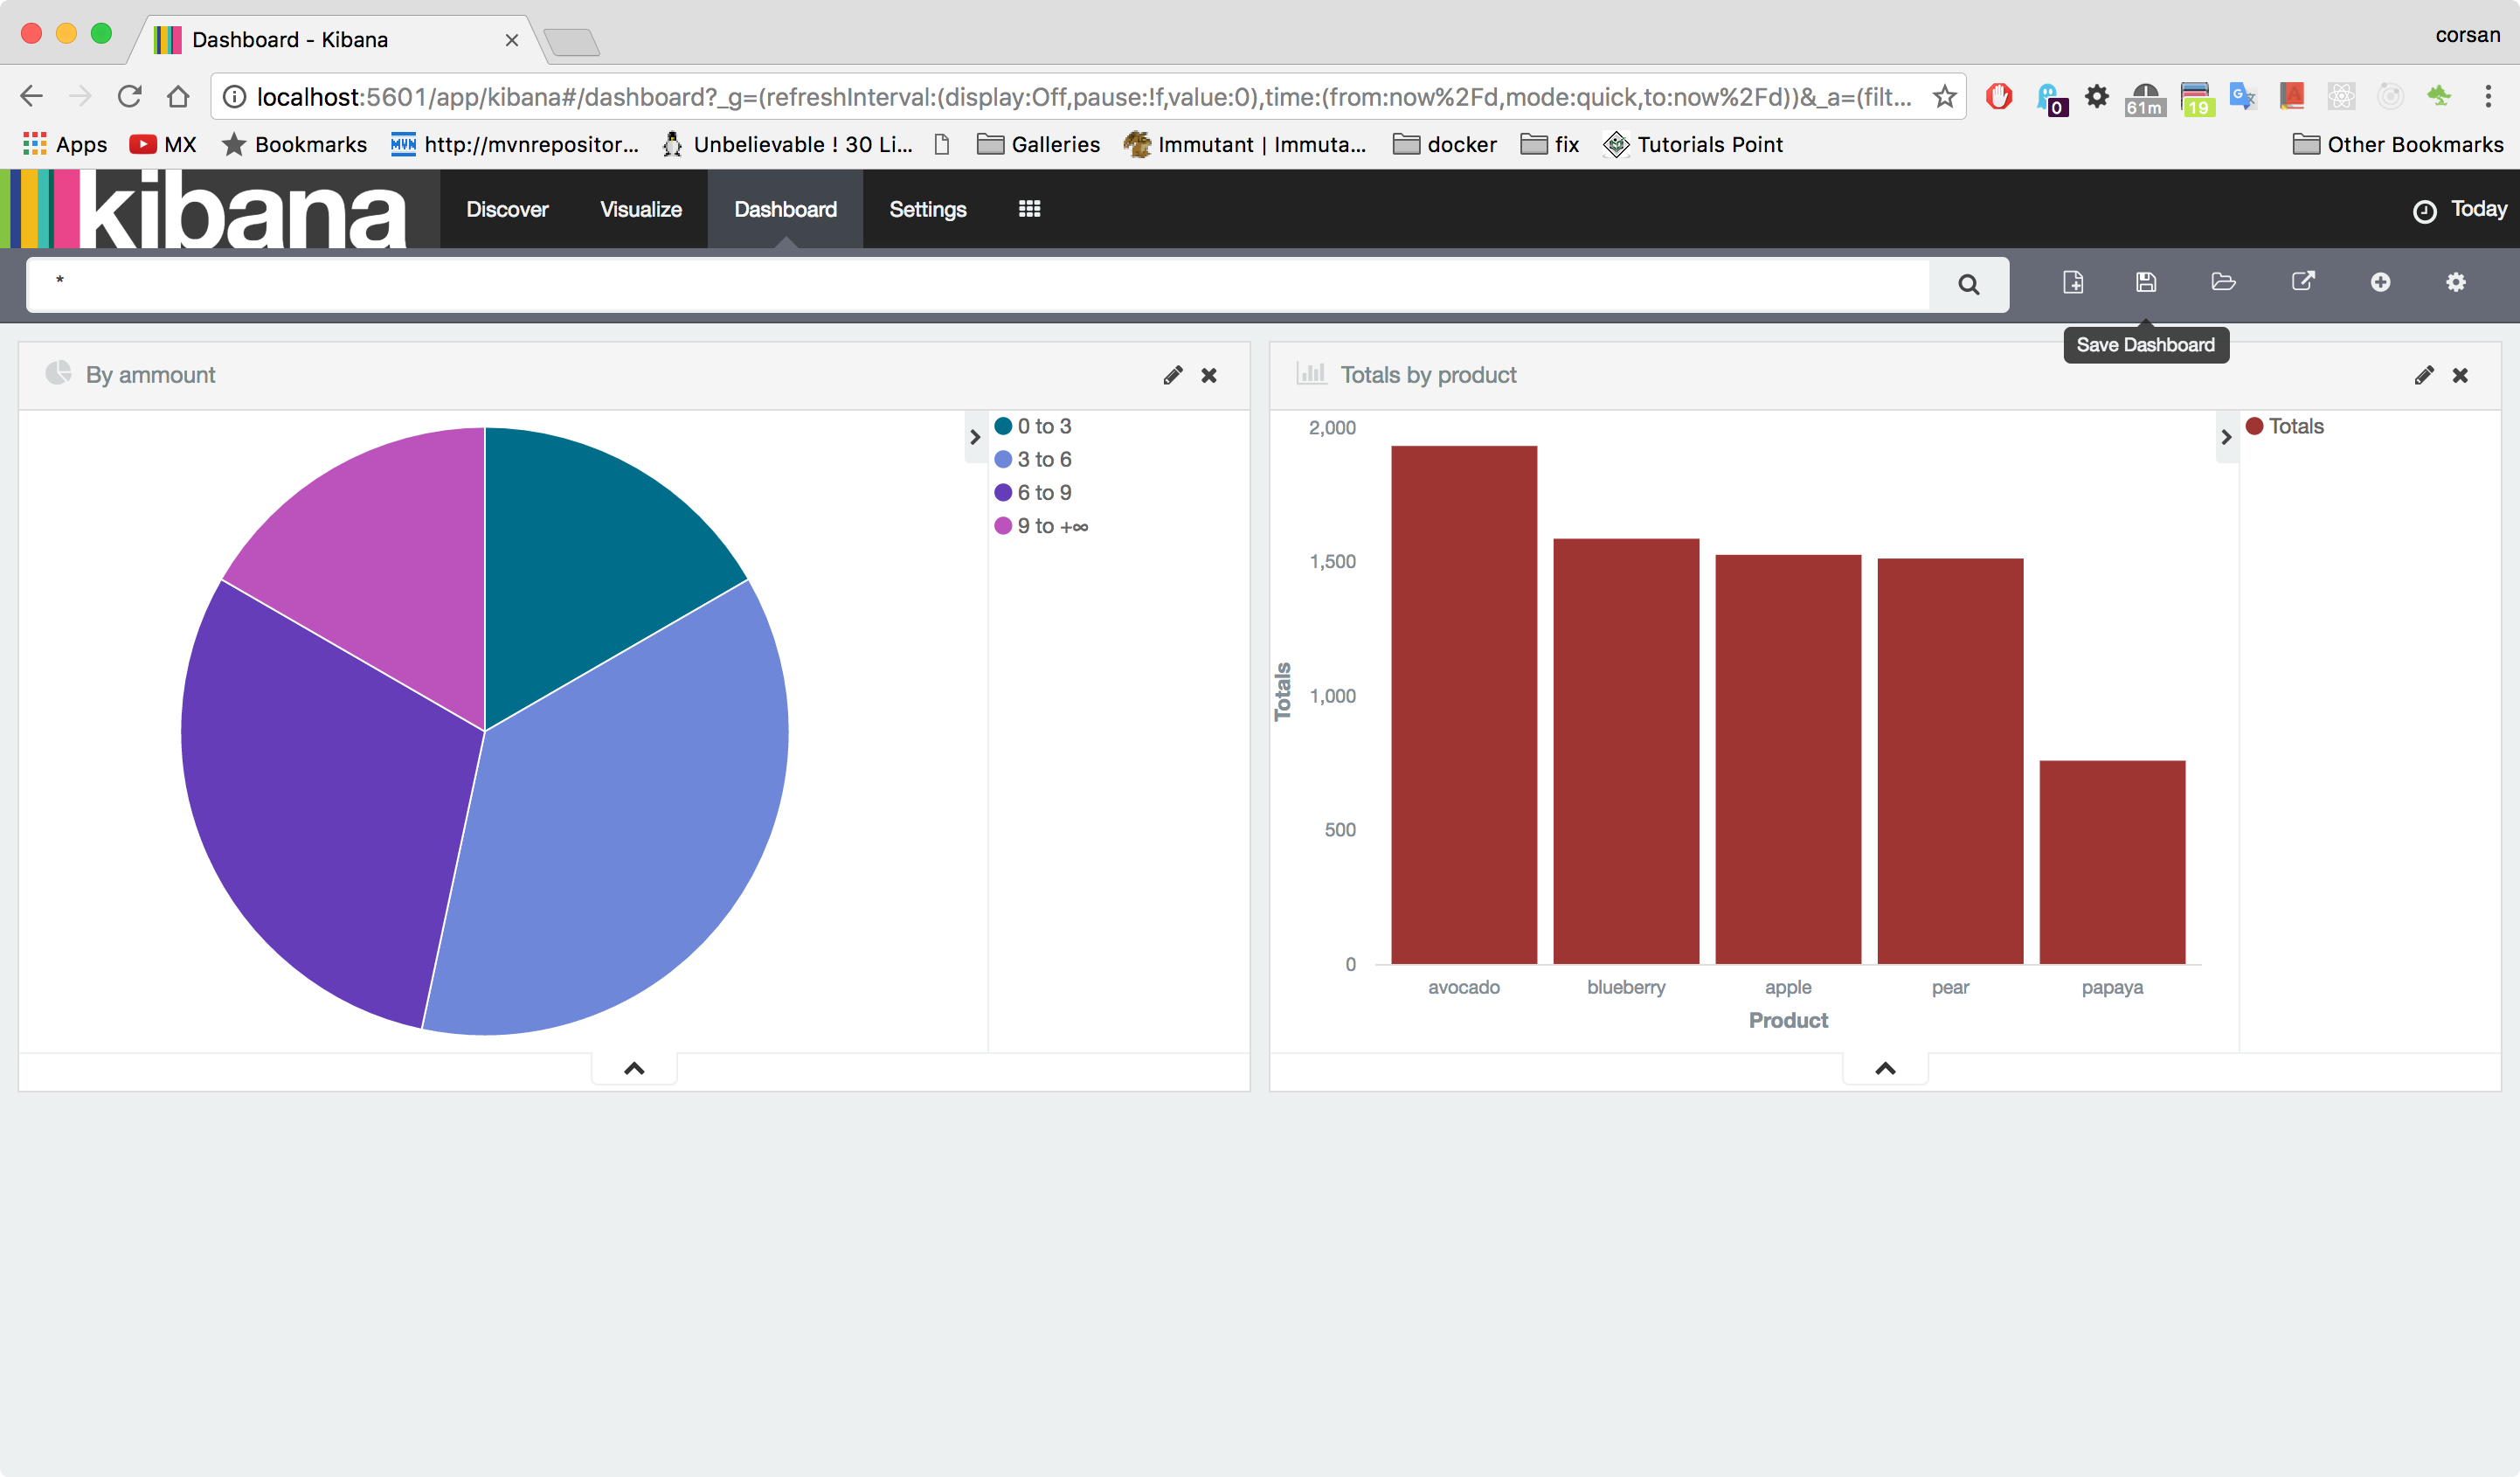 Dashboard - Kibana
corsan
localhost:5601/app/kibana#/dashboard?_g=(refreshInterval:(display:Off,pause:!f,value:0),time:(from:now%2Fd,mode:quick,to:now%2Fd))&_a=(filt...
0
61m
19
Apps MX Bookmarks MVN http://mvnrepositor... Unbelievable ! 30 Li... Galleries Immutant | Immuta... docker fix Tutorials Point Other Bookmarks
kibana Discover Visualize Dashboard Settings Today
*
Save Dashboard
By ammount
0 to 3
3 to 6
6 to 9
9 to +∞
Totals by product
Totals
2,000
1,500
1,000
500
0
Totals
avocado blueberry apple pear papaya
Product